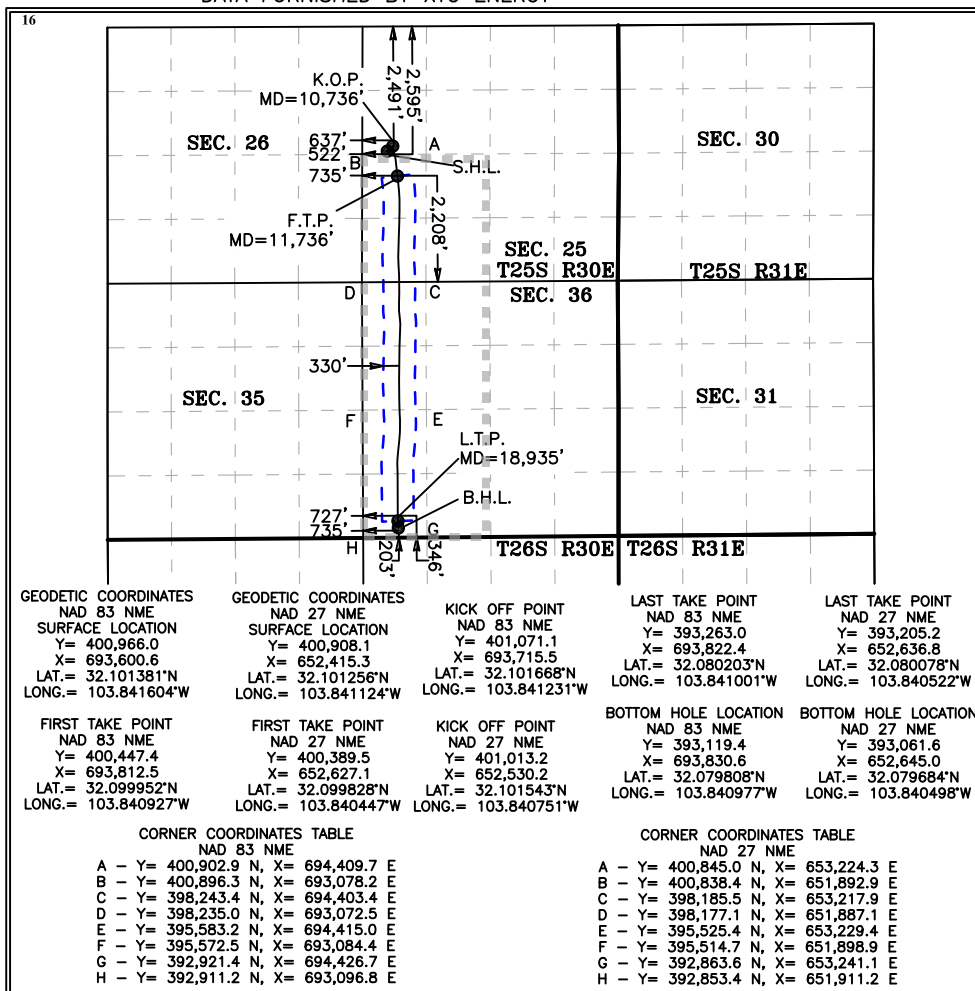 DATA FURNISHED BY XTO ENERGY
16
K.O.P.
MD=10,736'
2,491'
2,595'
SEC. 26
637'
522'
A
SEC. 30
B
S.H.L.
735'
F.T.P.
MD=11,736'
2,208'
SEC. 25
T25S R30E
T25S R31E
D
C
SEC. 36
330'
SEC. 35
SEC. 31
F
E
L.T.P.
MD=18,935'
B.H.L.
727'
735'
G
H
203'
346'
T26S R30E
T26S R31E
GEODETIC COORDINATES
NAD 83 NME
SURFACE LOCATION
Y= 400,966.0
X= 693,600.6
LAT.= 32.101381°N
LONG.= 103.841604°W
GEODETIC COORDINATES
NAD 27 NME
SURFACE LOCATION
Y= 400,908.1
X= 652,415.3
LAT.= 32.101256°N
LONG.= 103.841124°W
KICK OFF POINT
NAD 83 NME
Y= 401,071.1
X= 693,715.5
LAT.= 32.101668°N
LONG.= 103.841231°W
LAST TAKE POINT
NAD 83 NME
Y= 393,263.0
X= 693,822.4
LAT.= 32.080203°N
LONG.= 103.841001°W
LAST TAKE POINT
NAD 27 NME
Y= 393,205.2
X= 652,636.8
LAT.= 32.080078°N
LONG.= 103.840522°W
FIRST TAKE POINT
NAD 83 NME
Y= 400,447.4
X= 693,812.5
LAT.= 32.099952°N
LONG.= 103.840927°W
FIRST TAKE POINT
NAD 27 NME
Y= 400,389.5
X= 652,627.1
LAT.= 32.099828°N
LONG.= 103.840447°W
KICK OFF POINT
NAD 27 NME
Y= 401,013.2
X= 652,530.2
LAT.= 32.101543°N
LONG.= 103.840751°W
BOTTOM HOLE LOCATION
NAD 83 NME
Y= 393,119.4
X= 693,830.6
LAT.= 32.079808°N
LONG.= 103.840977°W
BOTTOM HOLE LOCATION
NAD 27 NME
Y= 393,061.6
X= 652,645.0
LAT.= 32.079684°N
LONG.= 103.840498°W
CORNER COORDINATES TABLE
NAD 83 NME
A - Y= 400,902.9 N, X= 694,409.7 E
B - Y= 400,896.3 N, X= 693,078.2 E
C - Y= 398,243.4 N, X= 694,403.4 E
D - Y= 398,235.0 N, X= 693,072.5 E
E - Y= 395,583.2 N, X= 694,415.0 E
F - Y= 395,572.5 N, X= 693,084.4 E
G - Y= 392,921.4 N, X= 694,426.7 E
H - Y= 392,911.2 N, X= 693,096.8 E
CORNER COORDINATES TABLE
NAD 27 NME
A - Y= 400,845.0 N, X= 653,224.3 E
B - Y= 400,838.4 N, X= 651,892.9 E
C - Y= 398,185.5 N, X= 653,217.9 E
D - Y= 398,177.1 N, X= 651,887.1 E
E - Y= 395,525.4 N, X= 653,229.4 E
F - Y= 395,514.7 N, X= 651,898.9 E
G - Y= 392,863.6 N, X= 653,241.1 E
H - Y= 392,853.4 N, X= 651,911.2 E